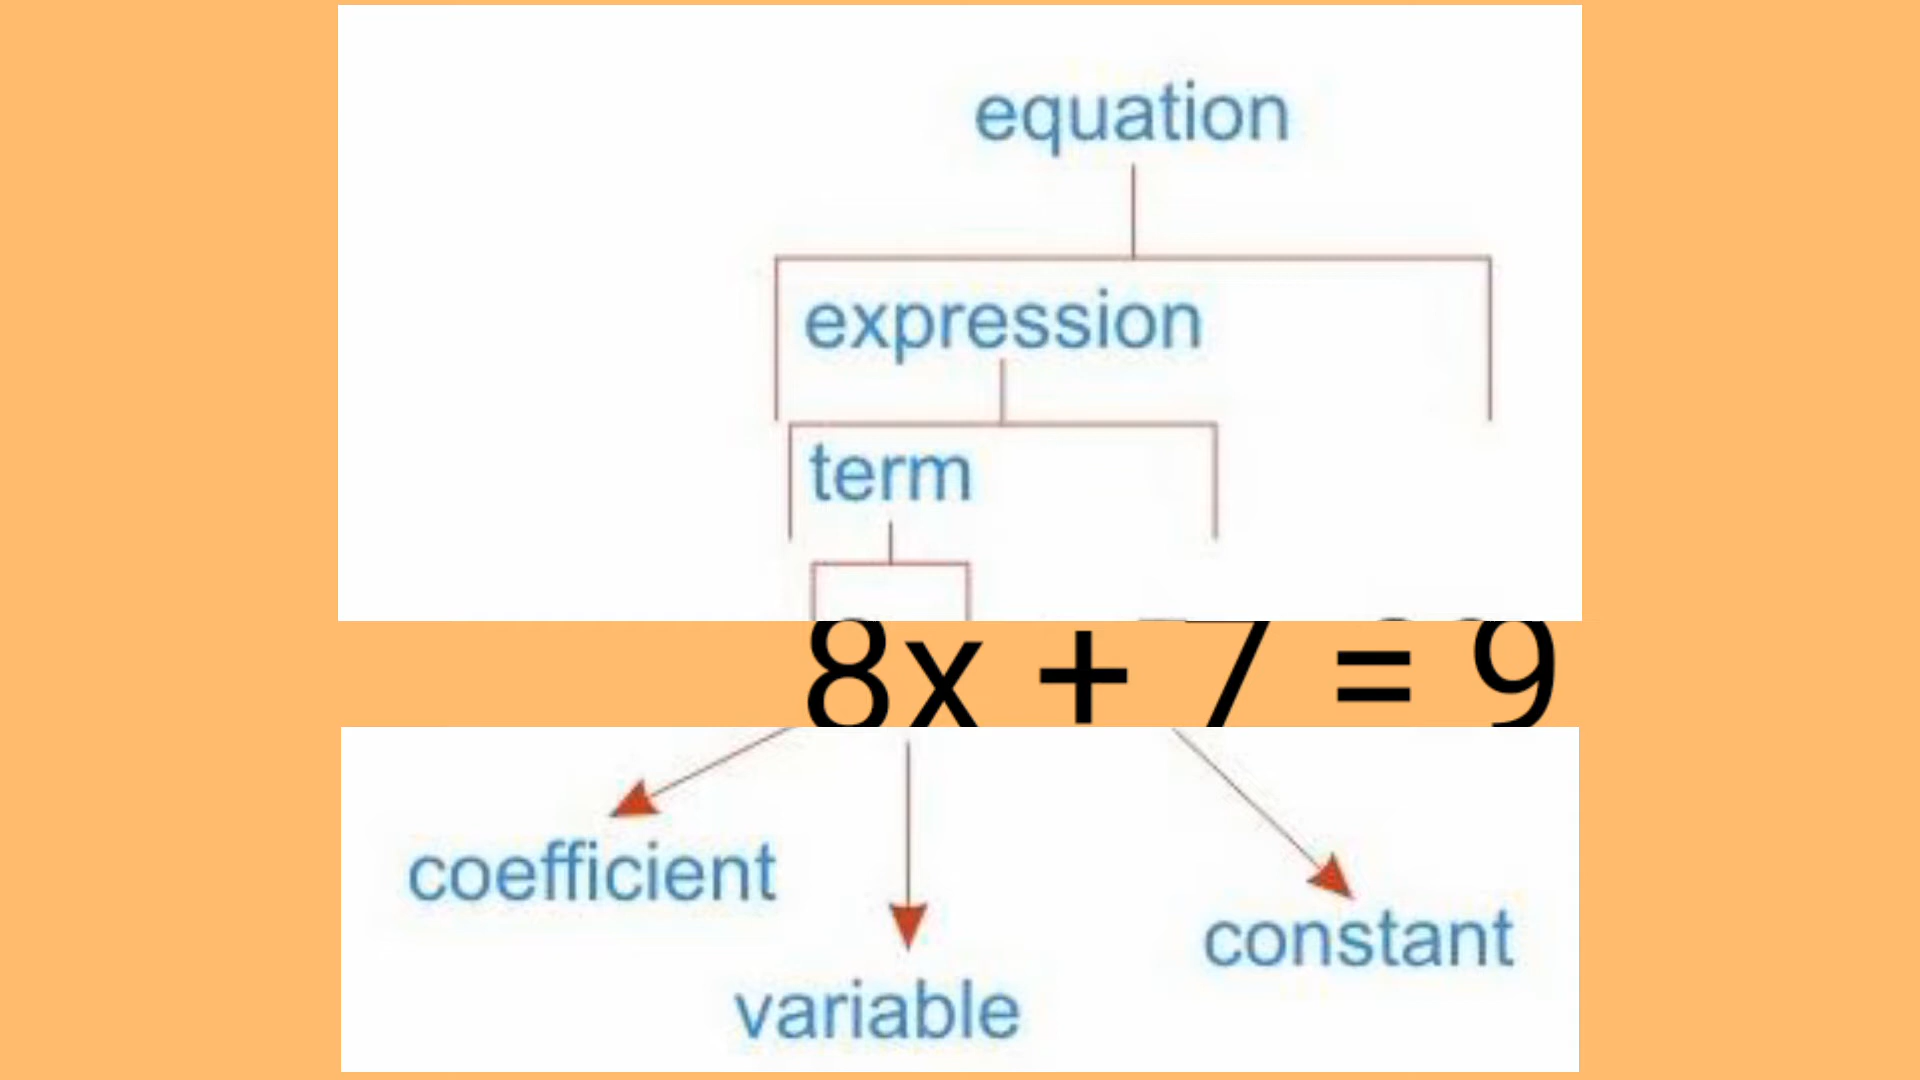 equation
expression
term
8x + 7 = 9
coefficient
variable
constant